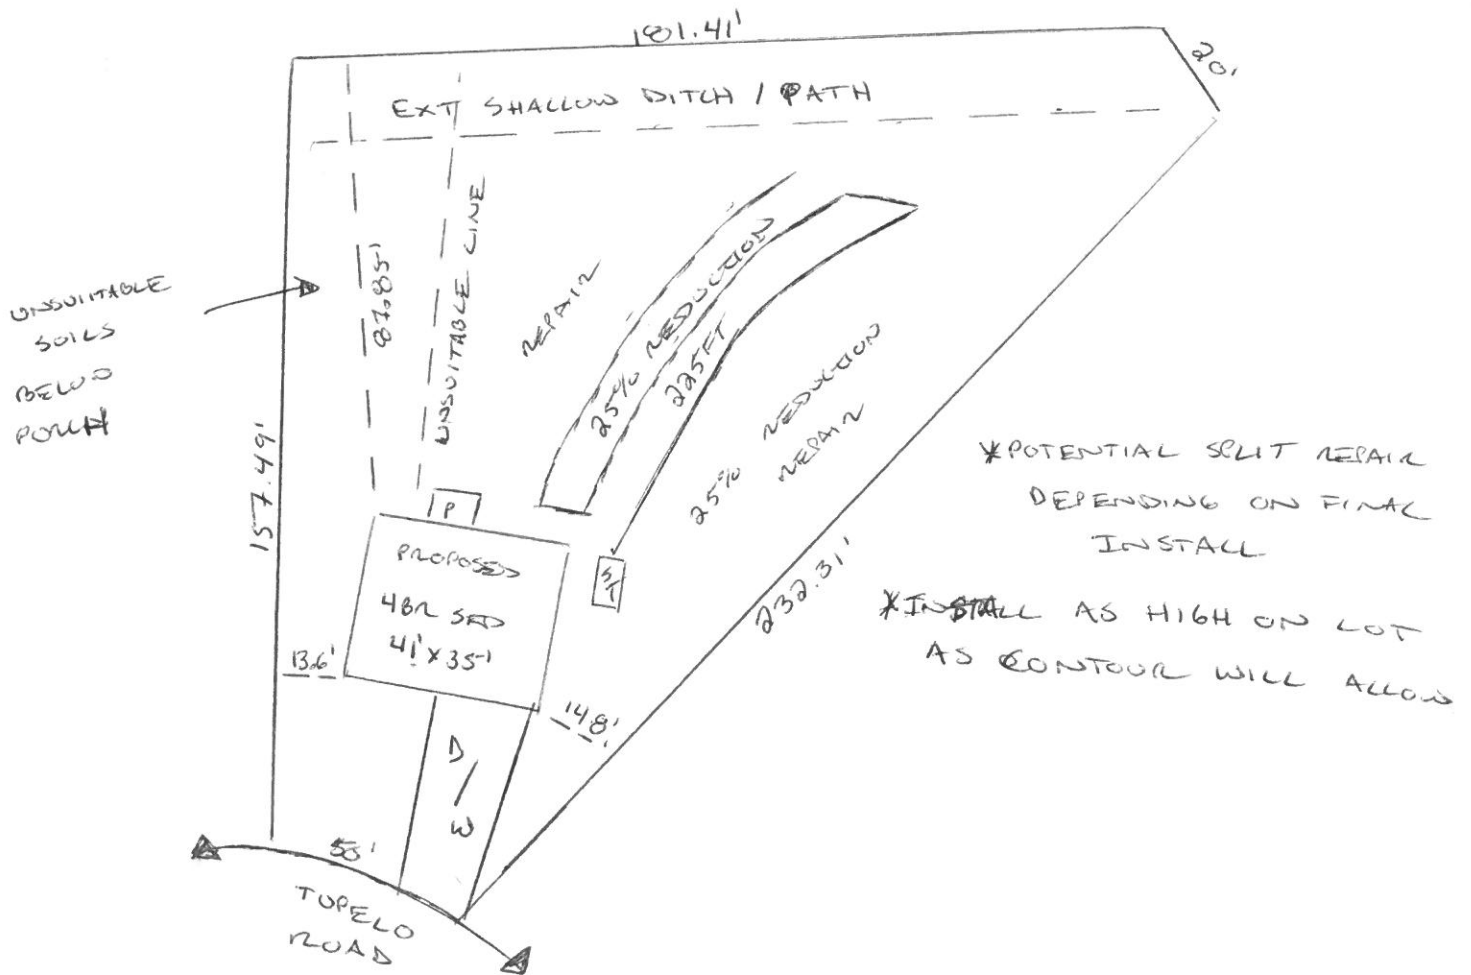 181.41'
20'
EXT SHALLOW DITCH / PATH
UNSUITABLE
SOILS
BELOW
PORCH
87.85'
UNSUITABLE LINE
REPAIR
25% REDUCTION
225FT
25% REDUCTION
REPAIR
157.49'
P
PROPOSED
4BR SFD
41' x 35'
S/T
13.6'
14.8'
232.31'
*POTENTIAL SPLIT REPAIR
DEPENDING ON FINAL
INSTALL
*INSTALL AS HIGH ON LOT
AS CONTOUR WILL ALLOW
D/W
50'
TUPELO
ROAD